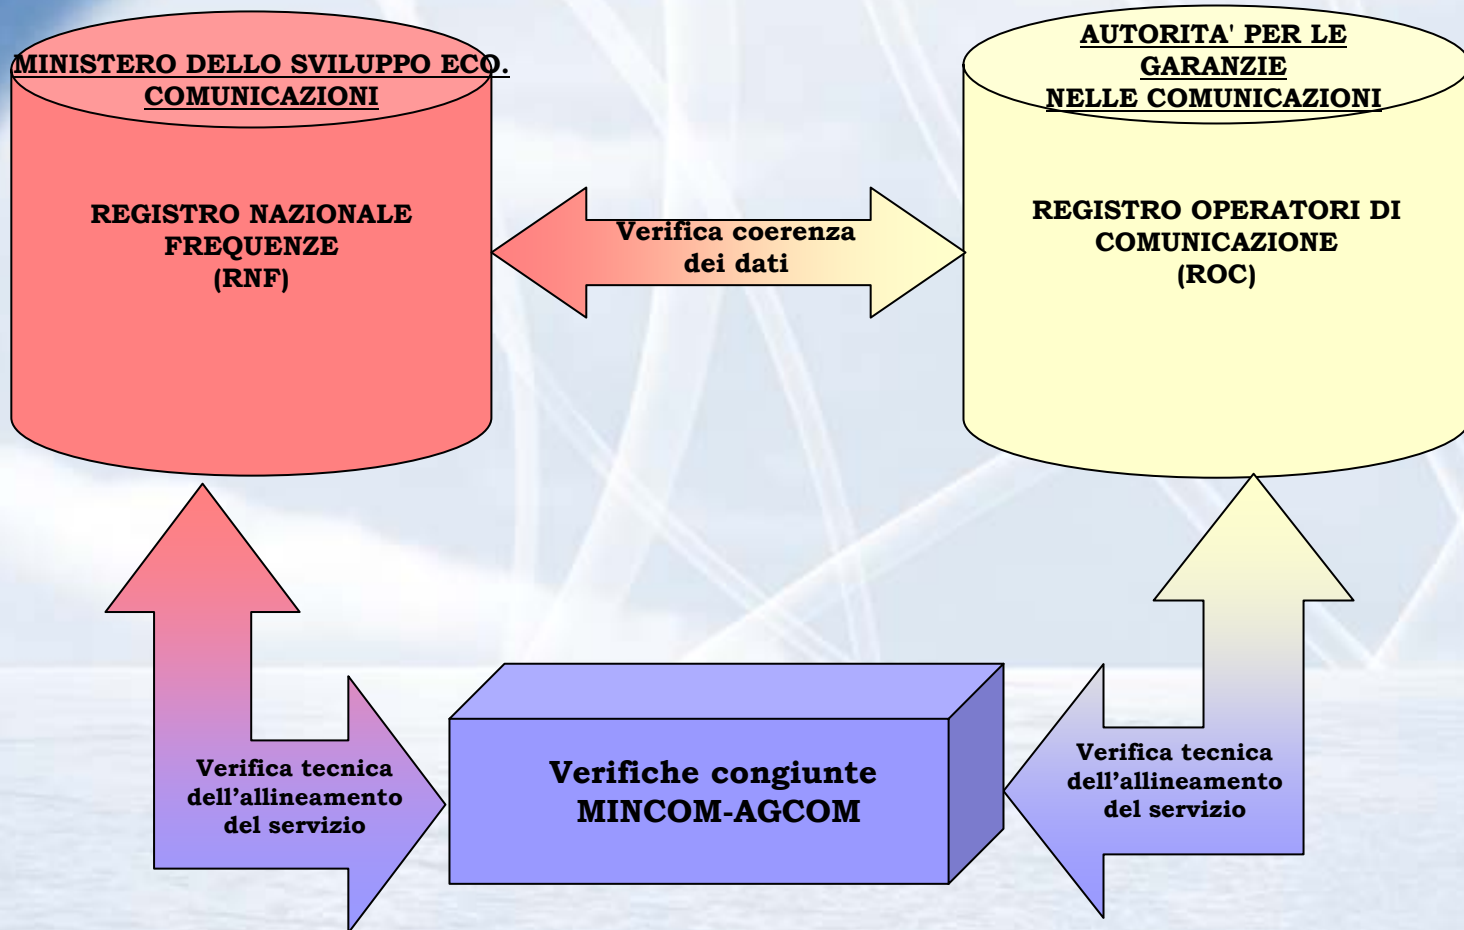 MINISTERO DELLO SVILUPPO ECO.
COMUNICAZIONI
REGISTRO NAZIONALE
FREQUENZE
(RNF)
Verifica coerenza
dei dati
AUTORITA' PER LE
GARANZIE
NELLE COMUNICAZIONI
REGISTRO OPERATORI DI
COMUNICAZIONE
(ROC)
Verifica tecnica
dell’allineamento
del servizio
Verifiche congiunte
MINCOM-AGCOM
Verifica tecnica
dell’allineamento
del servizio